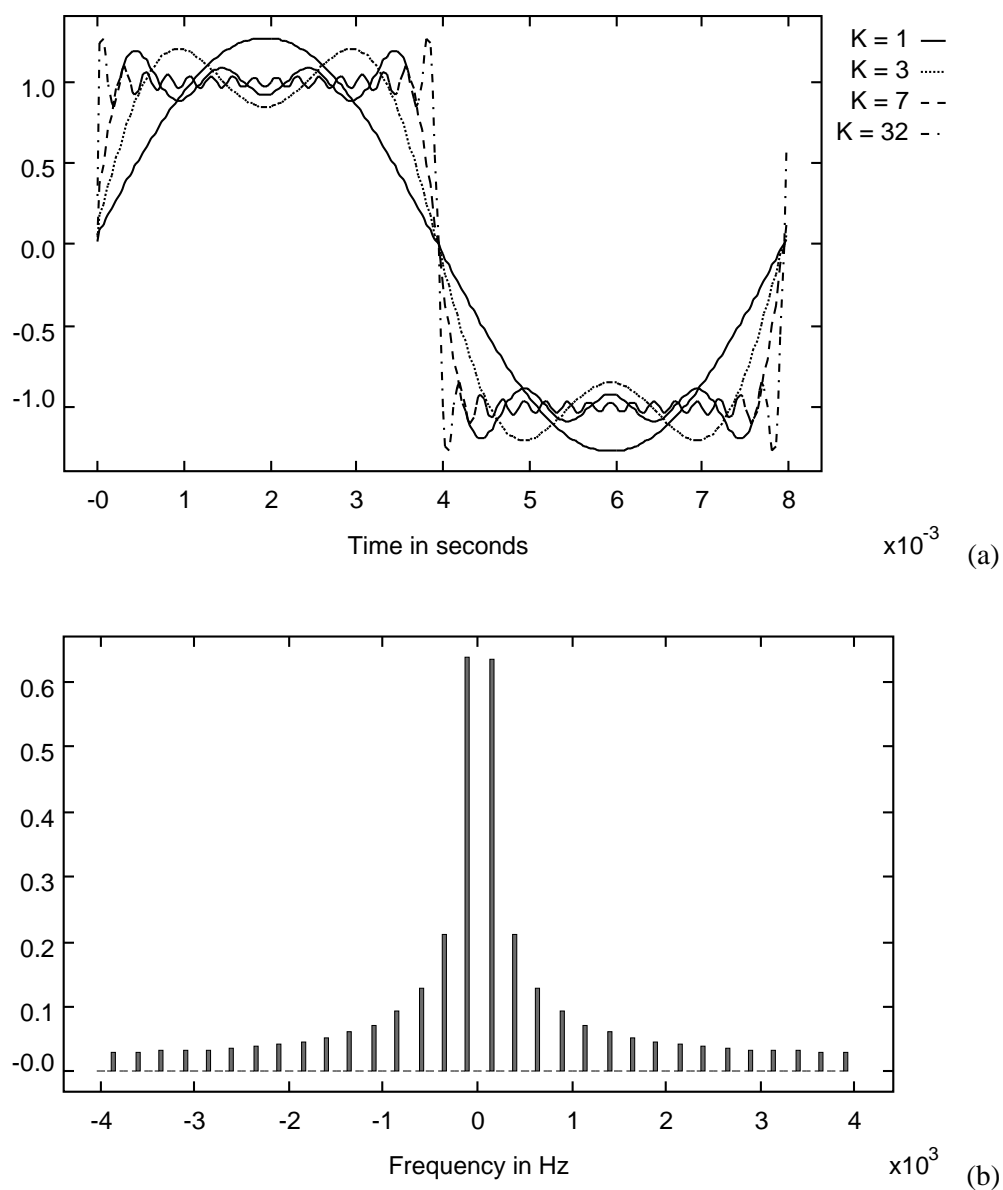 K = 1
K = 3
K = 7
K = 32
1.0
0.5
0.0
-0.5
-1.0
-0 1 2 3 4 5 6 7 8
Time in seconds x10-3 (a)
0.6
0.5
0.4
0.3
0.2
0.1
-0.0
-4 -3 -2 -1 0 1 2 3 4
Frequency in Hz x103 (b)